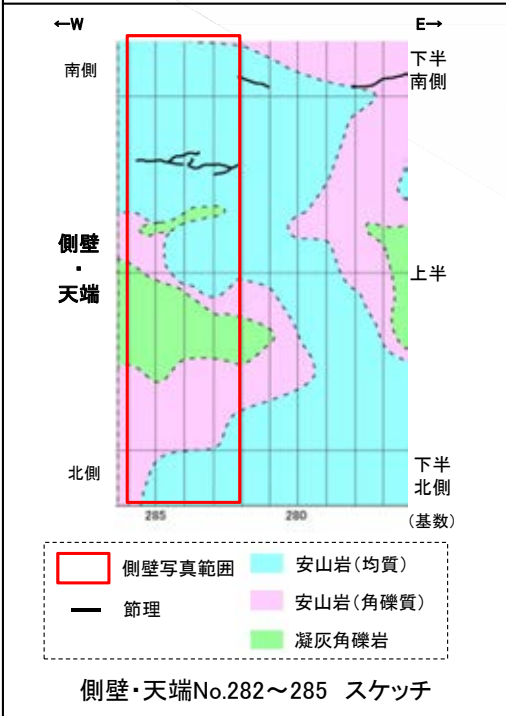 ←W
E→
南側
下半
南側
側壁
・
天端
上半
北側
下半
北側
285
280
(基数)
側壁写真範囲
安山岩(均質)
節理
安山岩(角礫質)
凝灰角礫岩
側壁・天端No.282～285 スケッチ